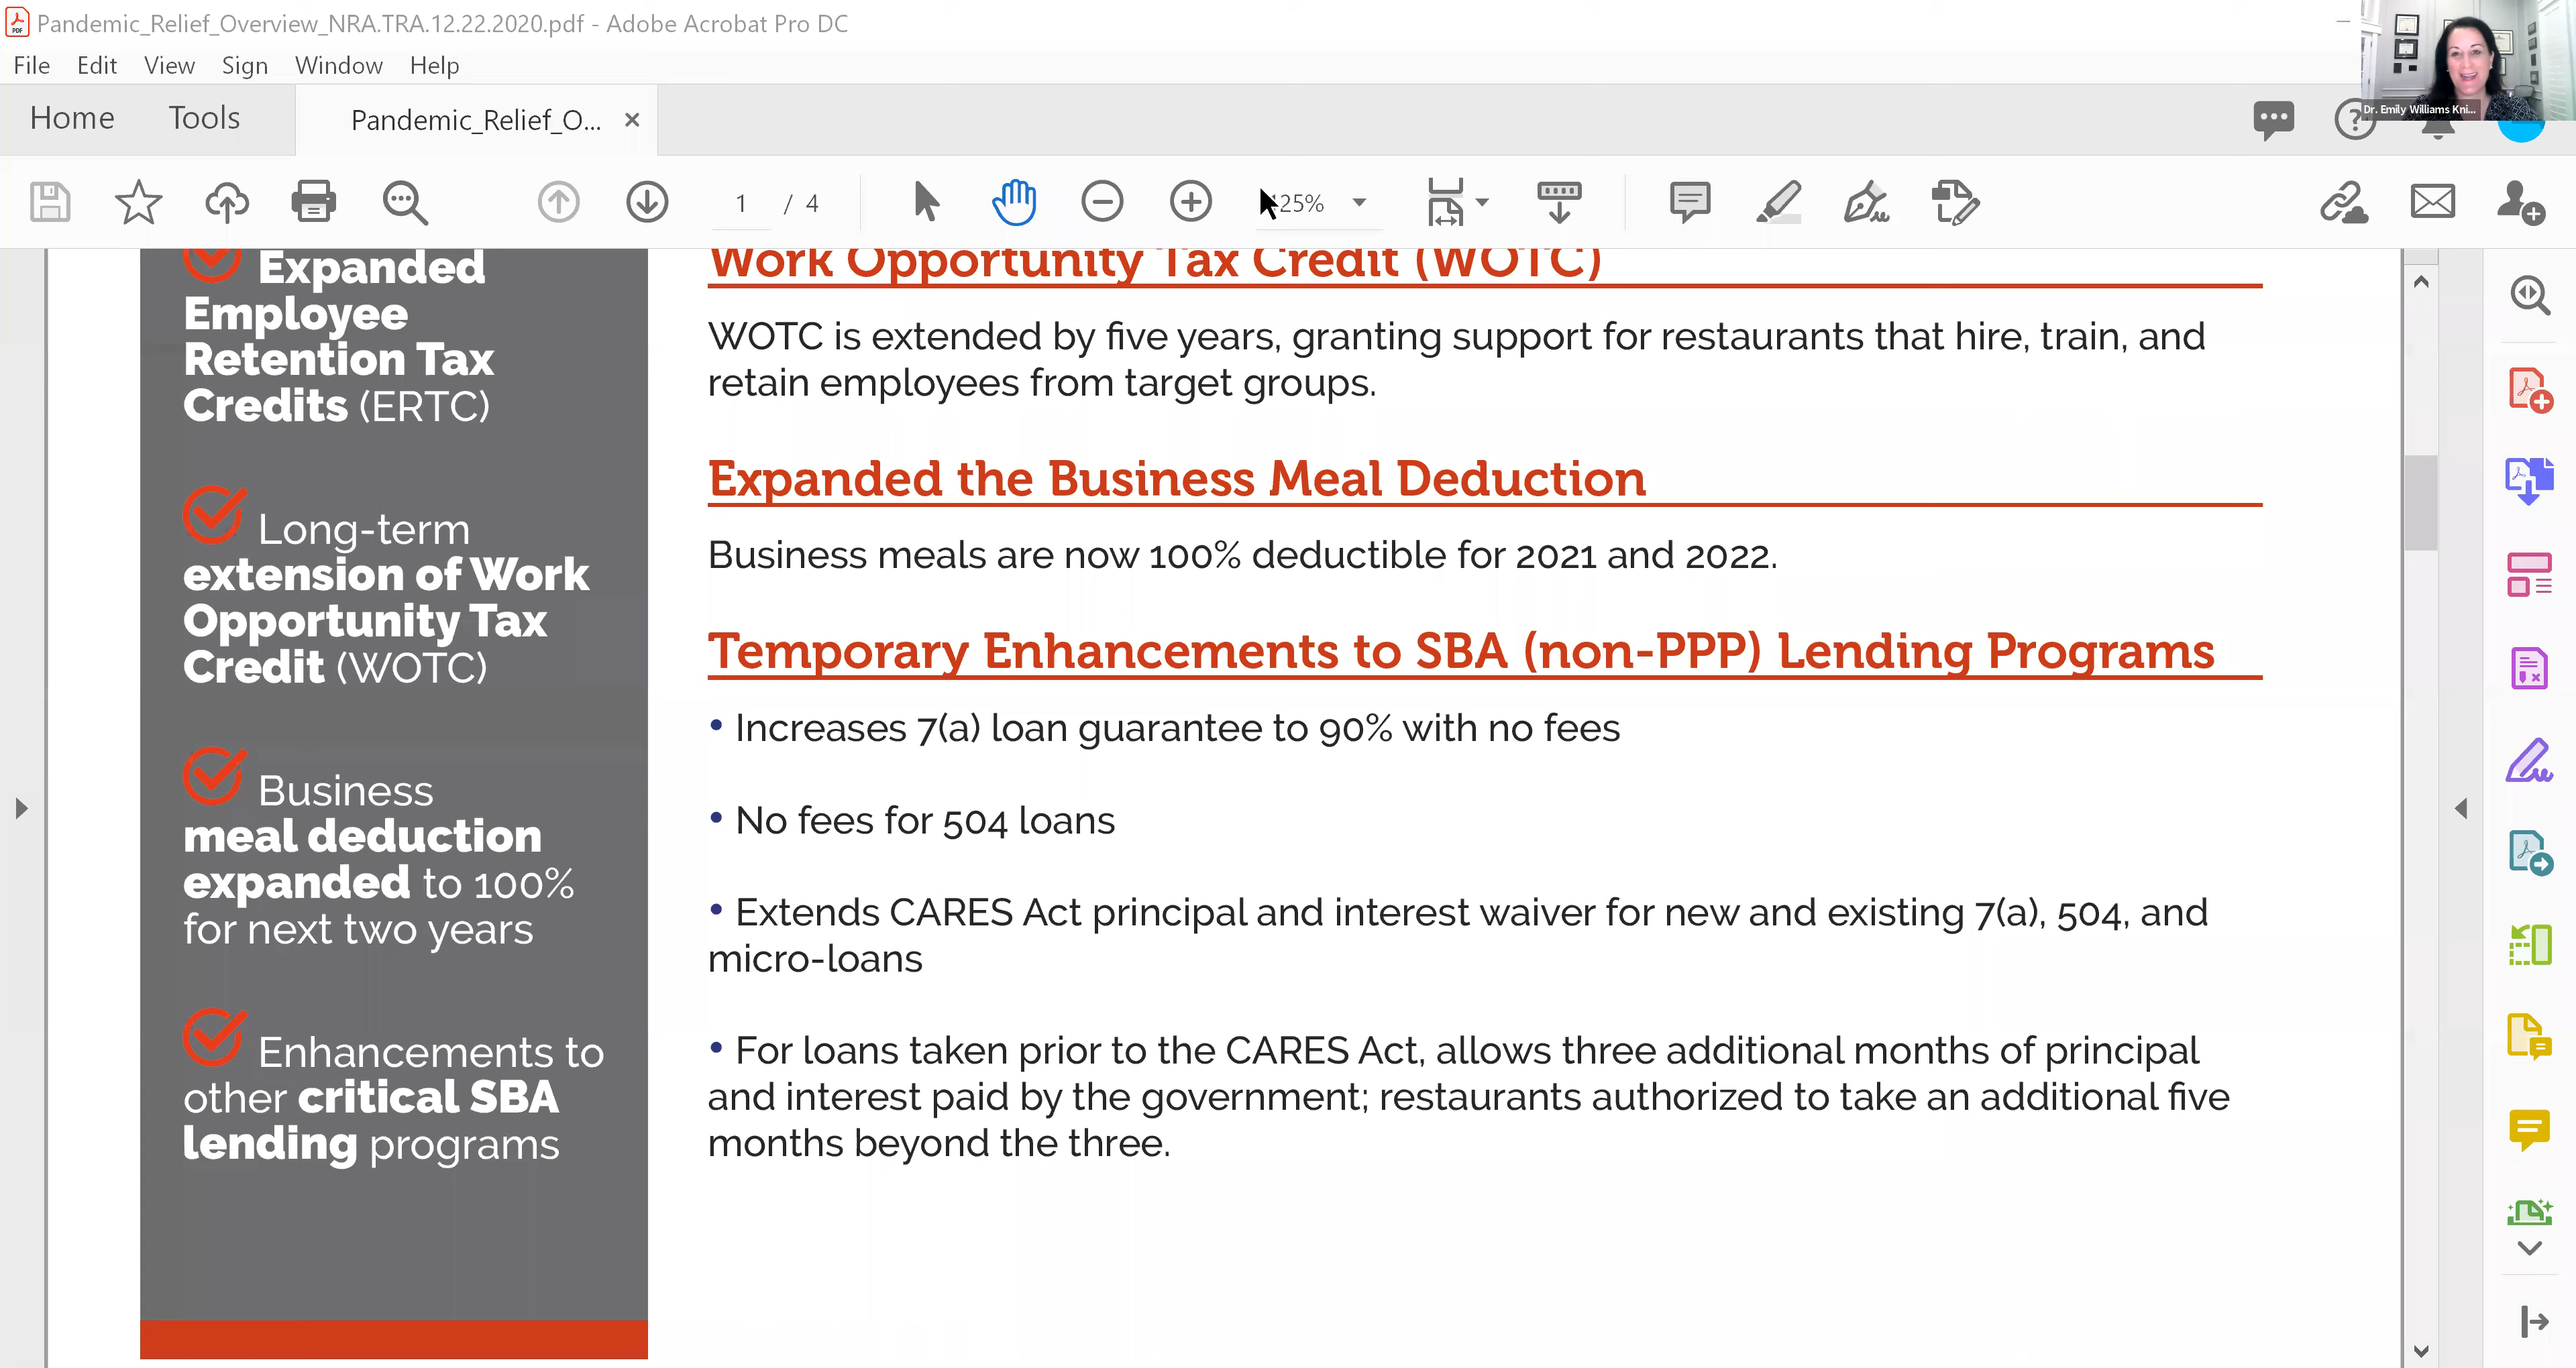 Pandemic_Relief_Overview_NRA.TRA.12.22.2020.pdf - Adobe Acrobat Pro DC
File Edit View Sign Window Help
Dr. Emily Williams Kni...
Home Tools Pandemic_Relief_O... ×
1 / 4 25%
Expanded
Employee
Retention Tax
Credits (ERTC)
Long-term
extension of Work
Opportunity Tax
Credit (WOTC)
Business
meal deduction
expanded to 100%
for next two years
Enhancements to
other critical SBA
lending programs
Work Opportunity Tax Credit (WOTC)
WOTC is extended by five years, granting support for restaurants that hire, train, and
retain employees from target groups.
Expanded the Business Meal Deduction
Business meals are now 100% deductible for 2021 and 2022.
Temporary Enhancements to SBA (non-PPP) Lending Programs
• Increases 7(a) loan guarantee to 90% with no fees
• No fees for 504 loans
• Extends CARES Act principal and interest waiver for new and existing 7(a), 504, and
micro-loans
• For loans taken prior to the CARES Act, allows three additional months of principal
and interest paid by the government; restaurants authorized to take an additional five
months beyond the three.